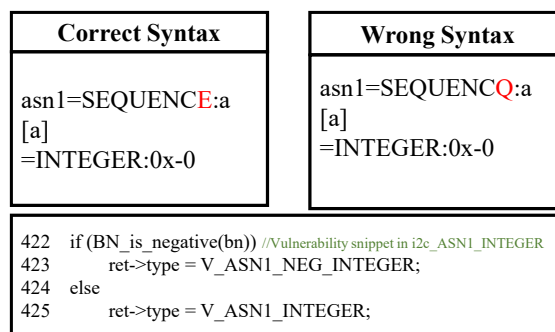 Correct Syntax
asn1=SEQUENCE:a
[a]
=INTEGER:0x-0
Wrong Syntax
asn1=SEQUENCQ:a
[a]
=INTEGER:0x-0
422 if (BN_is_negative(bn)) //Vulnerability snippet in i2c_ASN1_INTEGER
423 ret->type = V_ASN1_NEG_INTEGER;
424 else
425 ret->type = V_ASN1_INTEGER;